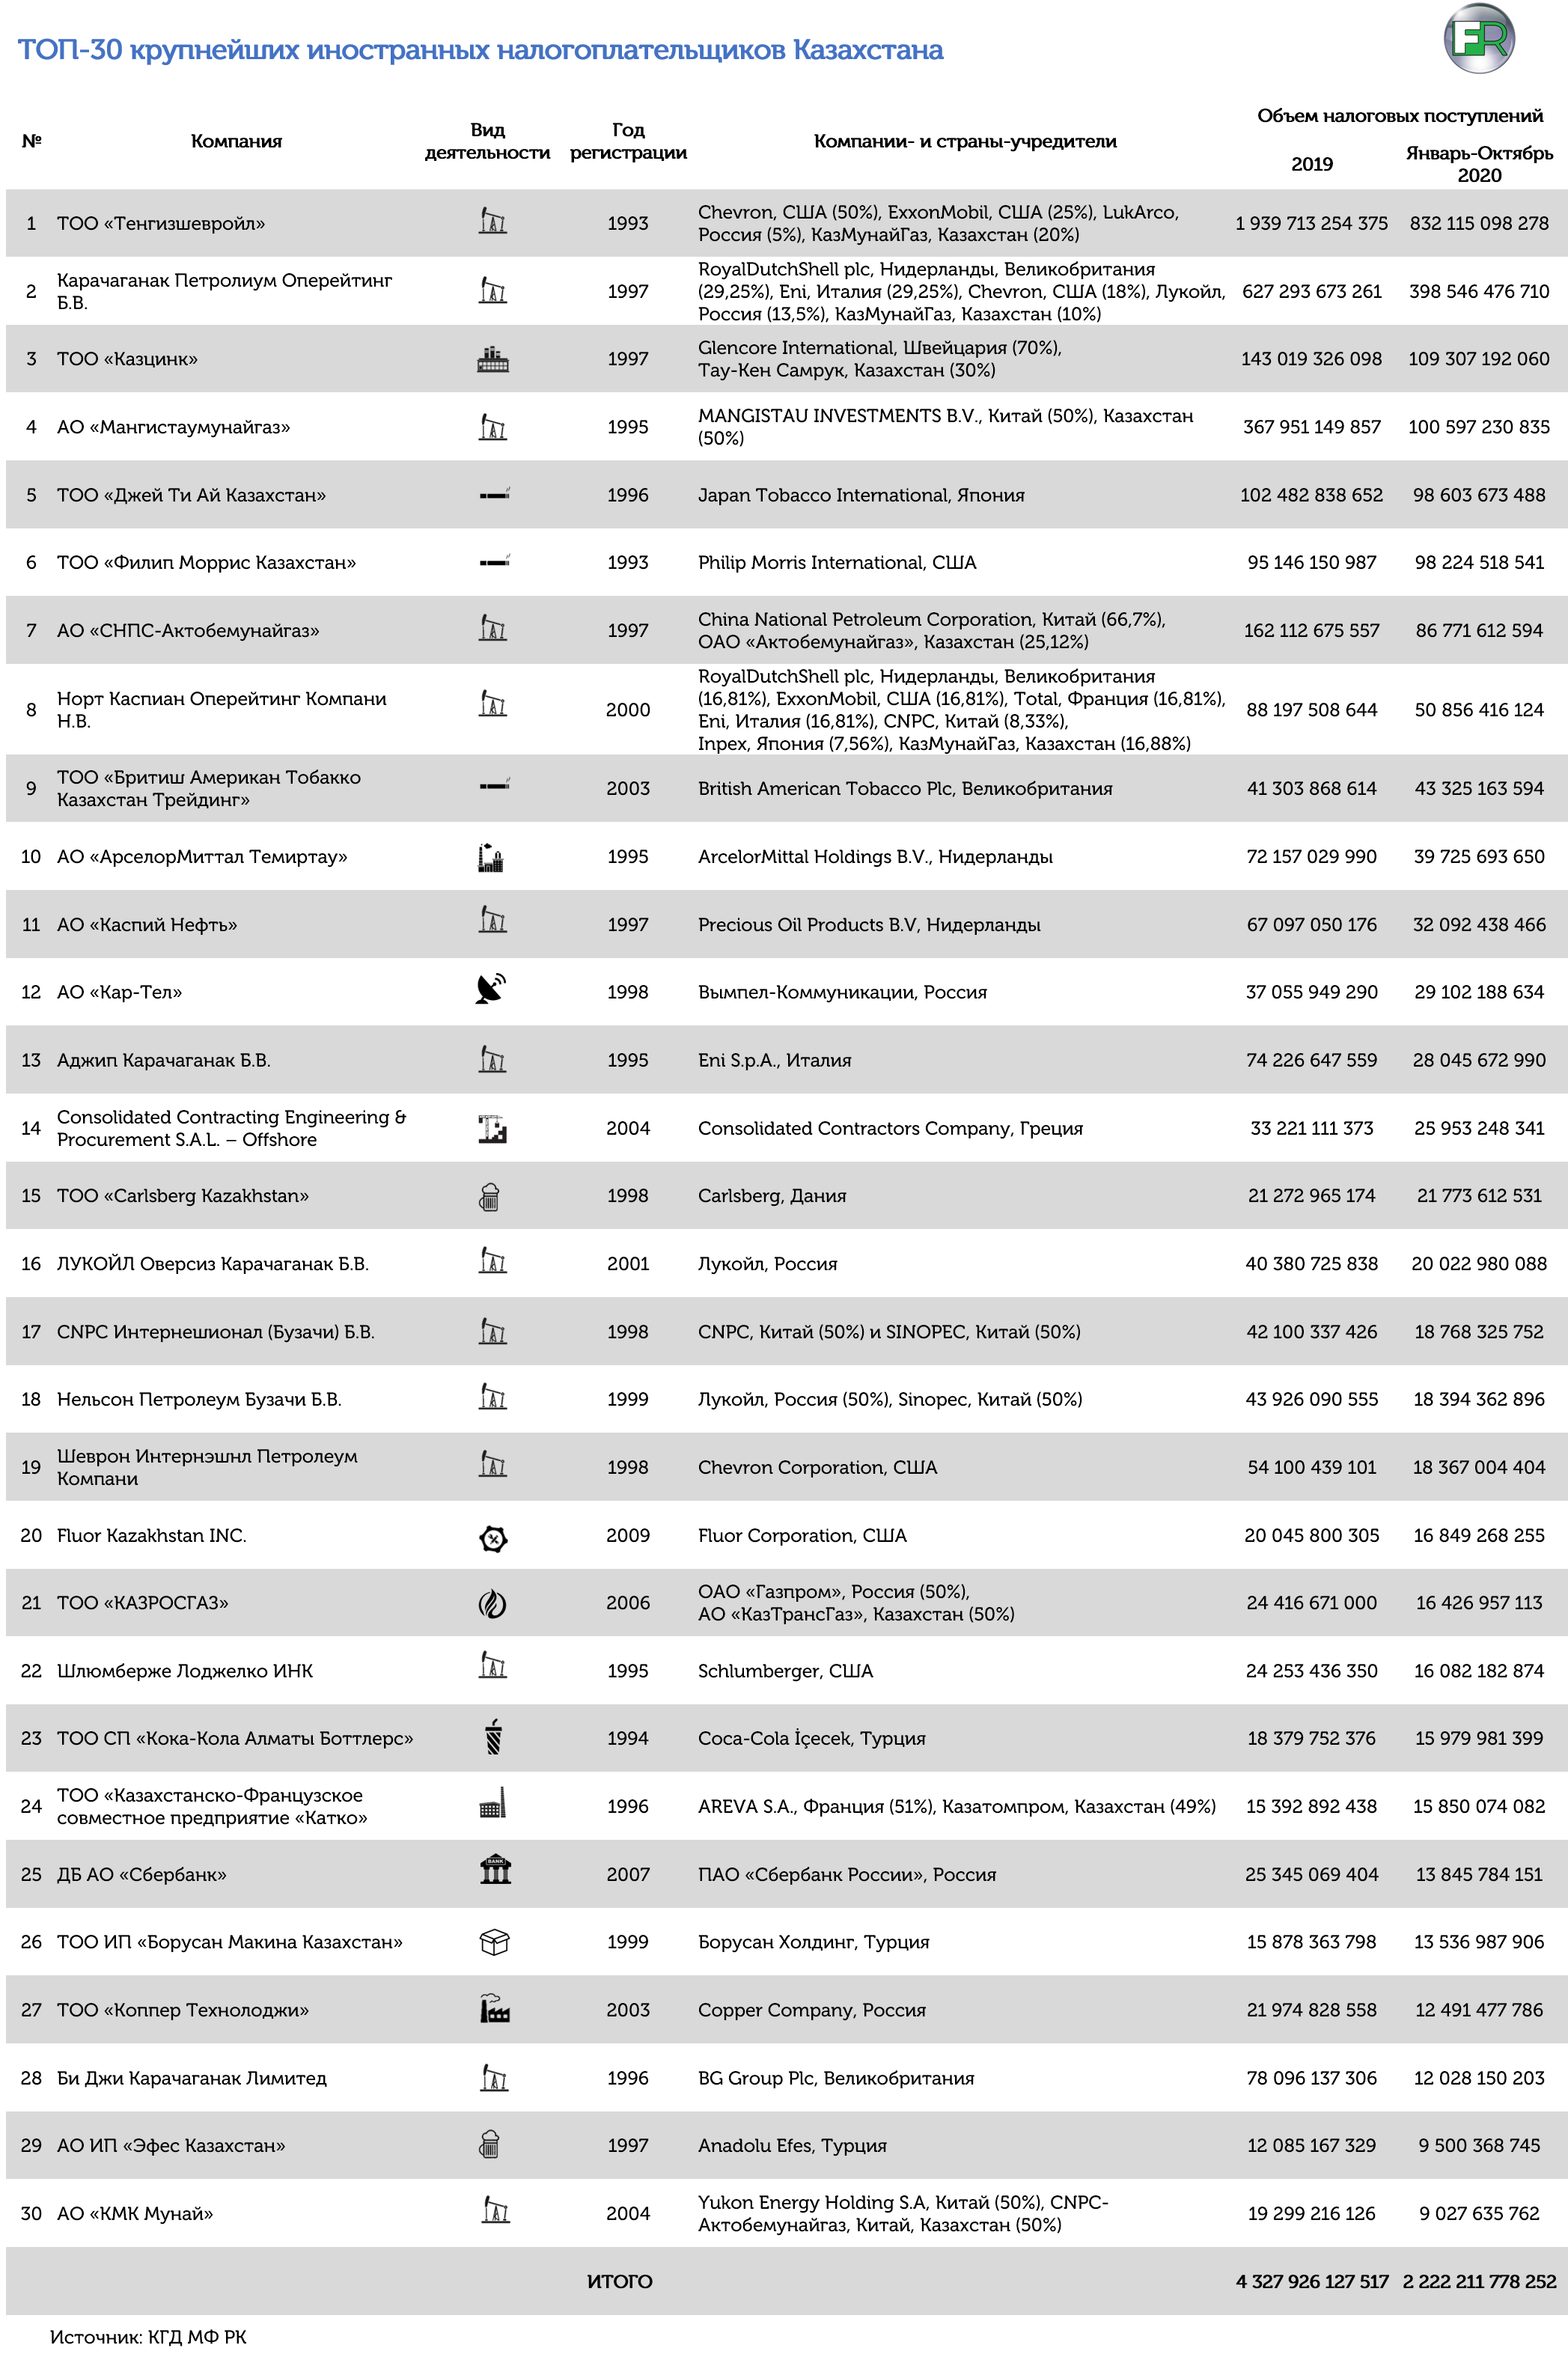 ТОП-30 крупнейших иностранных налогоплательщиков Казахстана
FR
№ Компания Вид деятельности Год регистрации Компании- и страны-учредители Объем налоговых поступлений
2019 Январь-Октябрь 2020
1 ТОО «Тенгизшевройл» 1993 Chevron, США (50%), ExxonMobil, США (25%), LukArco,
Россия (5%), КазМунайГаз, Казахстан (20%) 1 939 713 254 375 832 115 098 278
2 Карачаганак Петролиум Оперейтинг
Б.В. 1997 RoyalDutchShell plc, Нидерланды, Великобритания
(29,25%), Eni, Италия (29,25%), Chevron, США (18%), Лукойл,
Россия (13,5%), КазМунайГаз, Казахстан (10%) 627 293 673 261 398 546 476 710
3 ТОО «Казцинк» 1997 Glencore International, Швейцария (70%),
Тау-Кен Самрук, Казахстан (30%) 143 019 326 098 109 307 192 060
4 АО «Мангистаумунайгаз» 1995 MANGISTAU INVESTMENTS B.V., Китай (50%), Казахстан
(50%) 367 951 149 857 100 597 230 835
5 ТОО «Джей Ти Ай Казахстан» 1996 Japan Tobacco International, Япония 102 482 838 652 98 603 673 488
6 ТОО «Филип Моррис Казахстан» 1993 Philip Morris International, США 95 146 150 987 98 224 518 541
7 АО «СНПС-Актобемунайгаз» 1997 China National Petroleum Corporation, Китай (66,7%),
ОАО «Актобемунайгаз», Казахстан (25,12%) 162 112 675 557 86 771 612 594
8 Норт Каспиан Оперейтинг Компани
Н.В. 2000 RoyalDutchShell plc, Нидерланды, Великобритания
(16,81%), ExxonMobil, США (16,81%), Total, Франция (16,81%),
Eni, Италия (16,81%), CNPC, Китай (8,33%),
Inpex, Япония (7,56%), КазМунайГаз, Казахстан (16,88%) 88 197 508 644 50 856 416 124
9 ТОО «Бритиш Американ Тобакко
Казахстан Трейдинг» 2003 British American Tobacco Plc, Великобритания 41 303 868 614 43 325 163 594
10 АО «АрселорМиттал Темиртау» 1995 ArcelorMittal Holdings B.V., Нидерланды 72 157 029 990 39 725 693 650
11 АО «Каспий Нефть» 1997 Precious Oil Products B.V, Нидерланды 67 097 050 176 32 092 438 466
12 АО «Кар-Тел» 1998 Вымпел-Коммуникации, Россия 37 055 949 290 29 102 188 634
13 Аджип Карачаганак Б.В. 1995 Eni S.p.A., Италия 74 226 647 559 28 045 672 990
14 Consolidated Contracting Engineering &
Procurement S.A.L. – Offshore 2004 Consolidated Contractors Company, Греция 33 221 111 373 25 953 248 341
15 ТОО «Carlsberg Kazakhstan» 1998 Carlsberg, Дания 21 272 965 174 21 773 612 531
16 ЛУКОЙЛ Оверсиз Карачаганак Б.В. 2001 Лукойл, Россия 40 380 725 838 20 022 980 088
17 CNPC Интернешионал (Бузачи) Б.В. 1998 CNPC, Китай (50%) и SINOPEC, Китай (50%) 42 100 337 426 18 768 325 752
18 Нельсон Петролеум Бузачи Б.В. 1999 Лукойл, Россия (50%), Sinopec, Китай (50%) 43 926 090 555 18 394 362 896
19 Шеврон Интернэшнл Петролеум
Компани 1998 Chevron Corporation, США 54 100 439 101 18 367 004 404
20 Fluor Kazakhstan INC. 2009 Fluor Corporation, США 20 045 800 305 16 849 268 255
21 ТОО «КАЗРОСГАЗ» 2006 ОАО «Газпром», Россия (50%),
АО «КазТрансГаз», Казахстан (50%) 24 416 671 000 16 426 957 113
22 Шлюмберже Лоджелко ИНК 1995 Schlumberger, США 24 253 436 350 16 082 182 874
23 ТОО СП «Кока-Кола Алматы Боттлерс» 1994 Coca-Cola İçecek, Турция 18 379 752 376 15 979 981 399
24 ТОО «Казахстанско-Французское
совместное предприятие «Катко» 1996 AREVA S.A., Франция (51%), Казатомпром, Казахстан (49%) 15 392 892 438 15 850 074 082
25 ДБ АО «Сбербанк» BANK 2007 ПАО «Сбербанк России», Россия 25 345 069 404 13 845 784 151
26 ТОО ИП «Борусан Макина Казахстан» 1999 Борусан Холдинг, Турция 15 878 363 798 13 536 987 906
27 ТОО «Коппер Технолоджи» 2003 Copper Company, Россия 21 974 828 558 12 491 477 786
28 Би Джи Карачаганак Лимитед 1996 BG Group Plc, Великобритания 78 096 137 306 12 028 150 203
29 АО ИП «Эфес Казахстан» 1997 Anadolu Efes, Турция 12 085 167 329 9 500 368 745
30 АО «КМК Мунай» 2004 Yukon Energy Holding S.A, Китай (50%), CNPC-
Актобемунайгаз, Китай, Казахстан (50%) 19 299 216 126 9 027 635 762
ИТОГО 4 327 926 127 517 2 222 211 778 252
Источник: КГД МФ РК